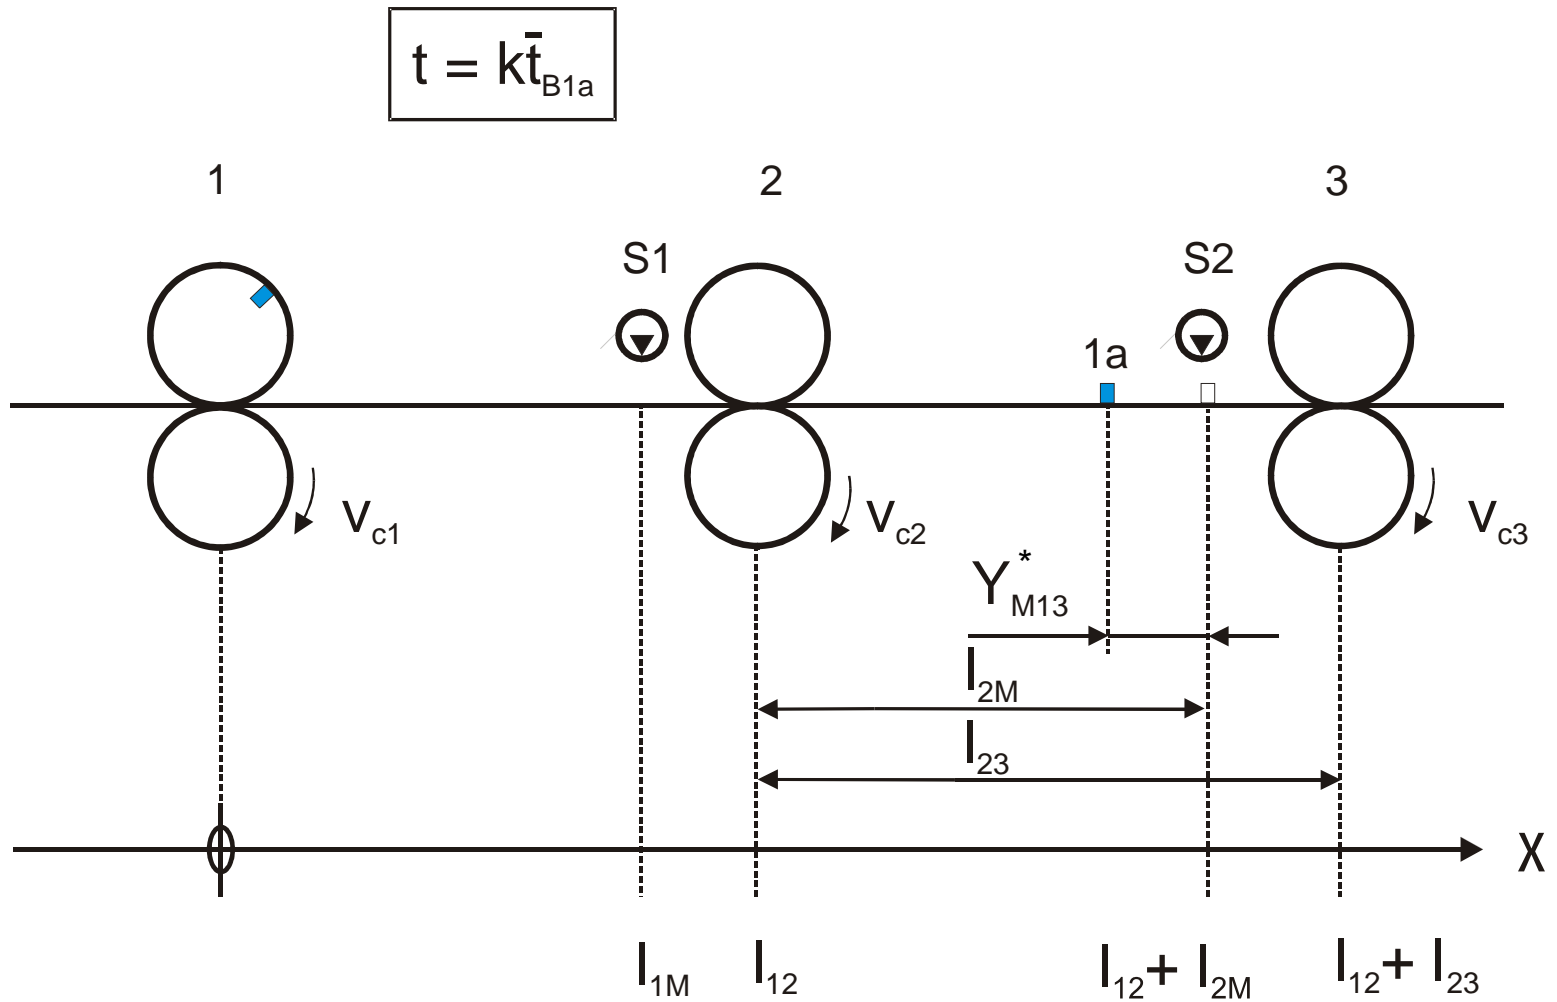 t = kt̄B1a
1 2 3
S1 S2
1a
vc1 vc2 vc3
Y*M13
l2M
l23
X
l1M l12 l12+ l2M l12+ l23